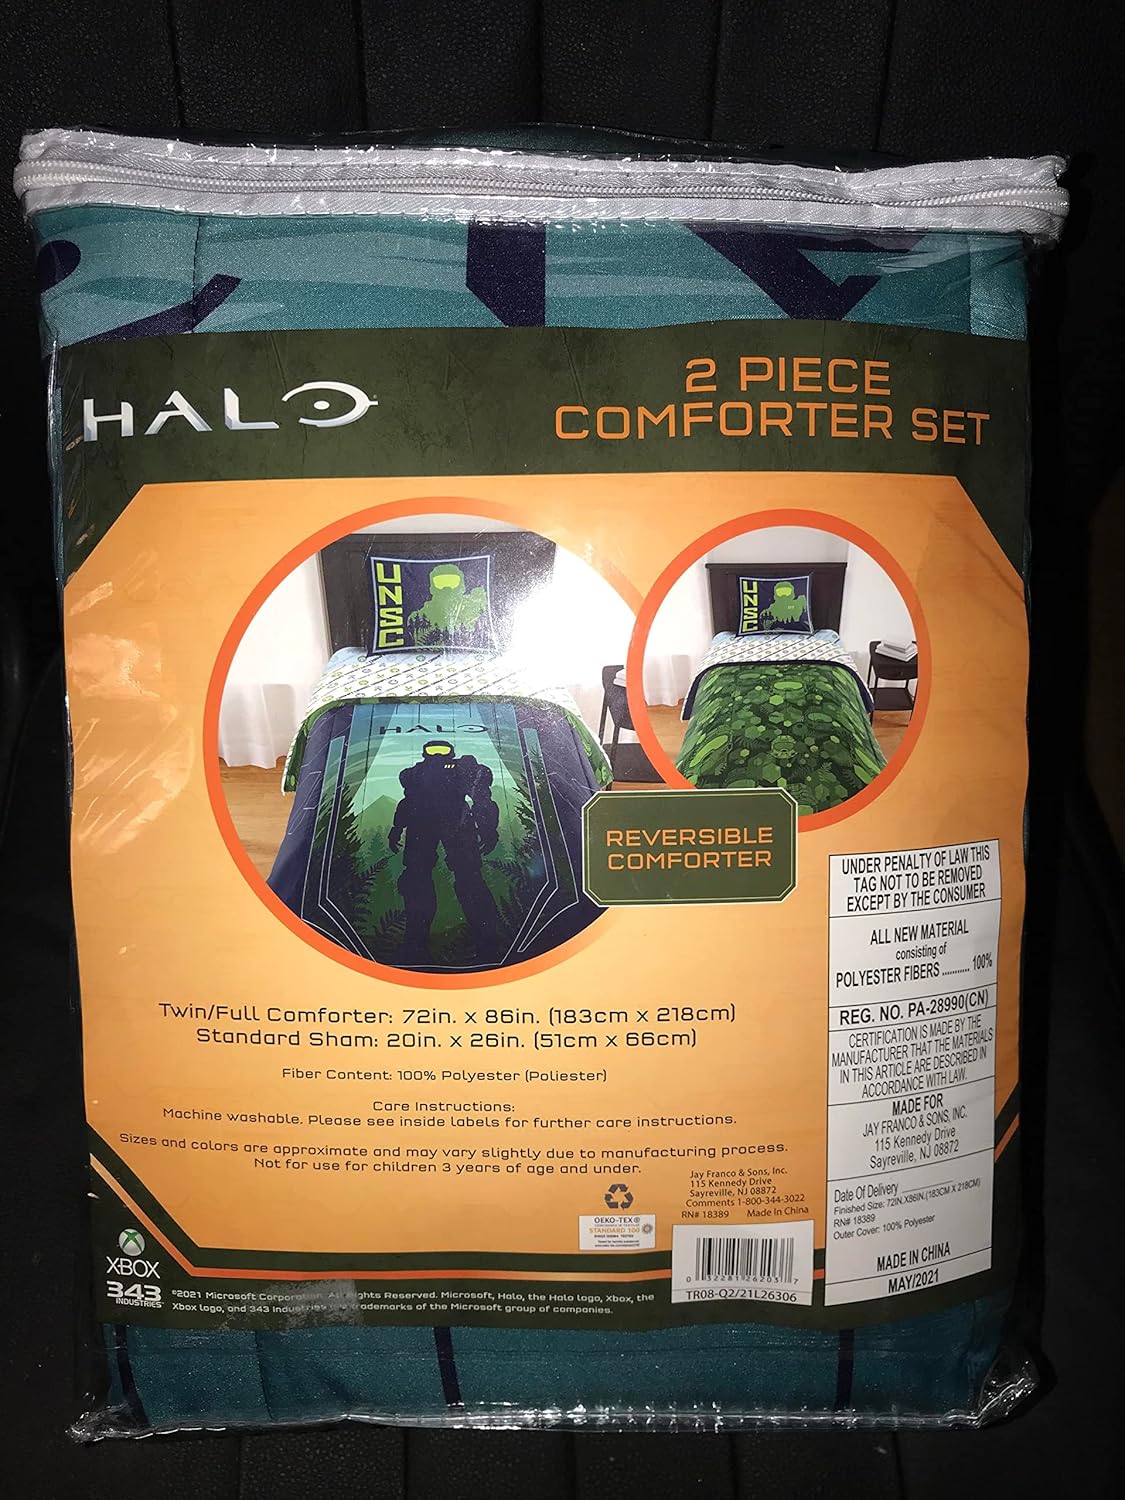 HALO
2 PIECE
COMFORTER SET
UNSC
UNSC
HALO
REVERSIBLE
COMFORTER
UNDER PENALTY OF LAW THIS
TAG NOT TO BE REMOVED
EXCEPT BY THE CONSUMER
ALL NEW MATERIAL
consisting of
POLYESTER FIBERS ........... 100%
REG. NO. PA-28990(CN)
CERTIFICATION IS MADE BY THE
MANUFACTURER THAT THE MATERIALS
IN THIS ARTICLE ARE DESCRIBED IN
ACCORDANCE WITH LAW.
MADE FOR
JAY FRANCO & SONS, INC.
115 Kennedy Drive
Sayreville, NJ 08872
Date Of Delivery
Finished Size: 72IN.X86IN.(183CM X 218CM)
RN# 18389
Outer Cover: 100% Polyester
MADE IN CHINA
MAY/2021
Twin/Full Comforter: 72in. x 86in. (183cm x 218cm)
Standard Sham: 20in. x 26in. (51cm x 66cm)
Fiber Content: 100% Polyester (Poliester)
Care Instructions:
Machine washable. Please see inside labels for further care instructions.
Sizes and colors are approximate and may vary slightly due to manufacturing process.
Not for use for children 3 years of age and under.
Jay Franco & Sons, Inc.
115 Kennedy Drive
Sayreville, NJ 08872
Comments 1-800-344-3022
RN# 18389 Made In China
OEKO-TEX®
STANDARD 100
0 32281 26203 7
TR08-Q2/21L26306
XBOX
343
INDUSTRIES
©2021 Microsoft Corporation. All Rights Reserved. Microsoft, Halo, the Halo logo, Xbox, the
Xbox logo, and 343 Industries are trademarks of the Microsoft group of companies.